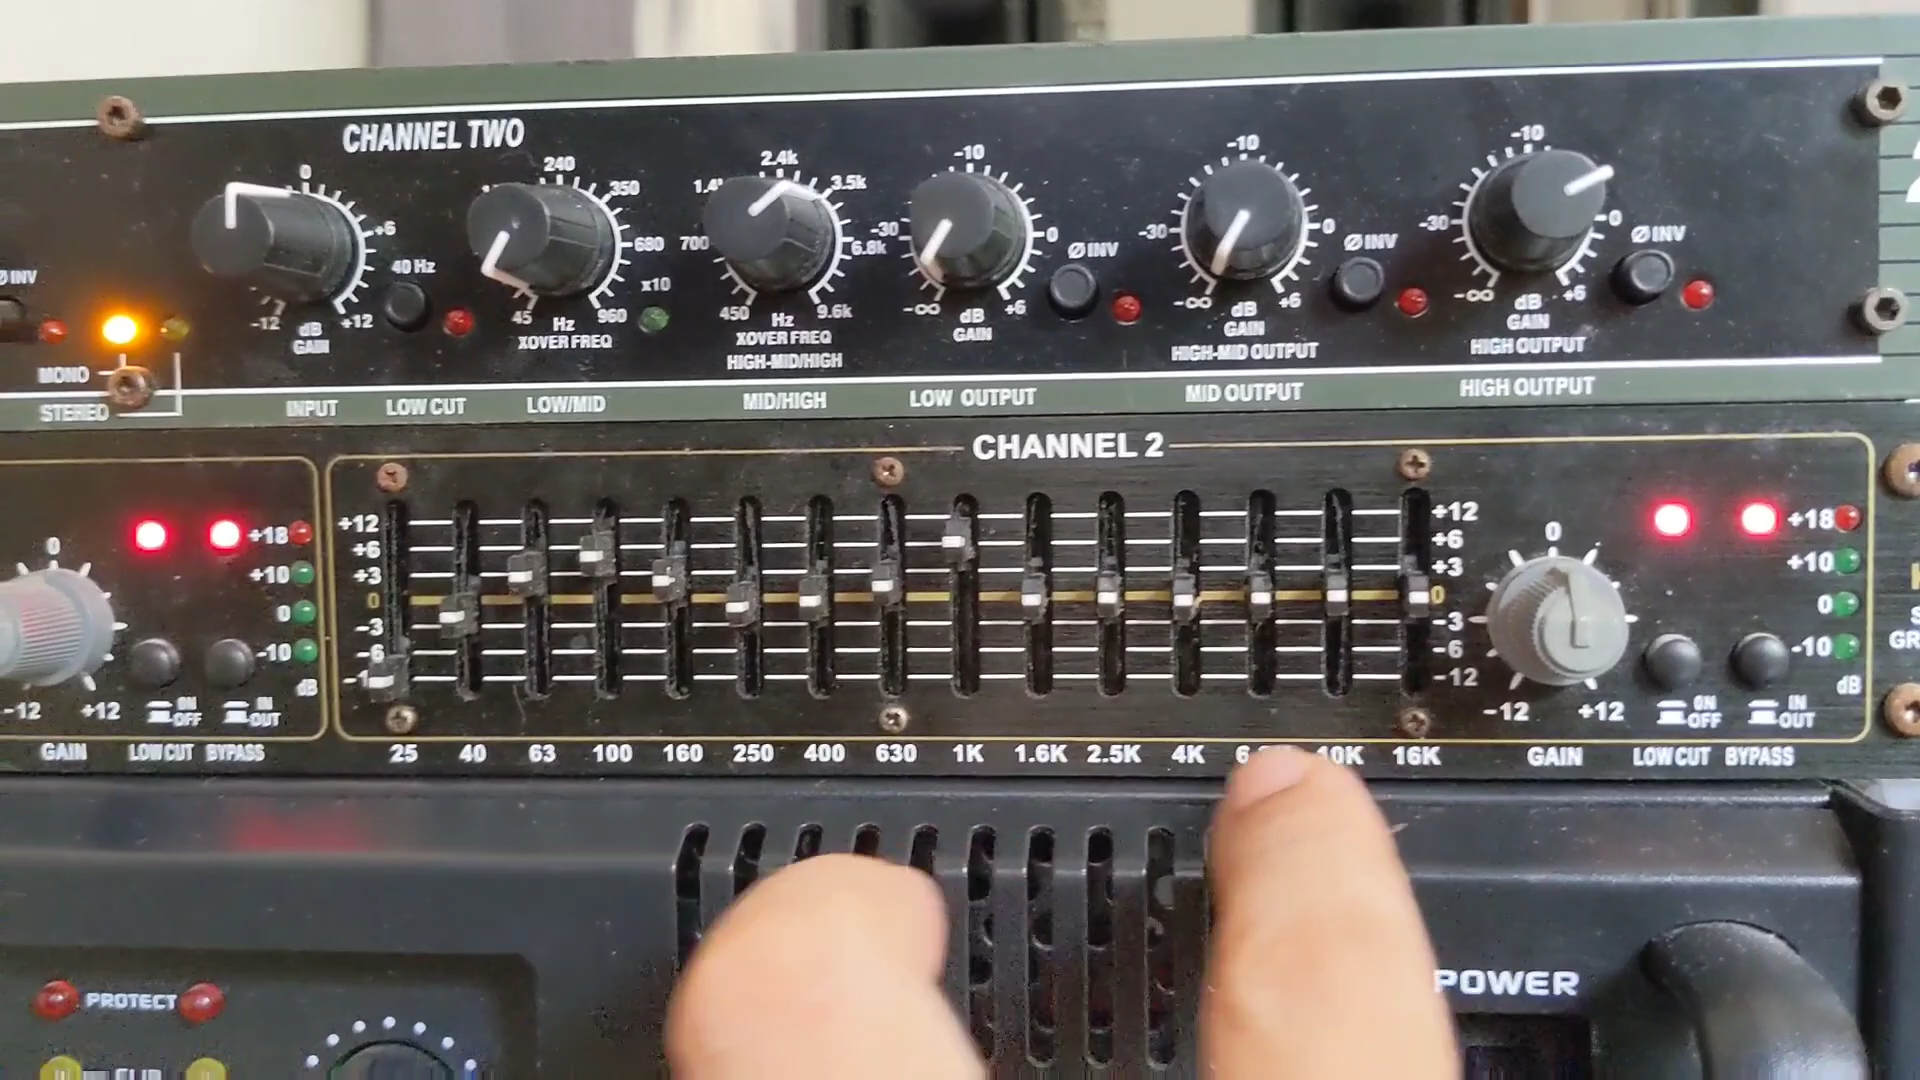 CHANNEL TWO
0 240 2.4k -10 -10 -10
350 1.4k 3.5k
+6 680 700 6.8k -30 0 -30 0 -30 0
Ø INV 40 Hz x10 Ø INV Ø INV Ø INV
-12 +12 45 960 450 9.6k -∞ +6 -∞ +6 -∞ +6
dB Hz Hz dB dB dB
GAIN XOVER FREQ XOVER FREQ GAIN GAIN GAIN
HIGH-MID/HIGH HIGH-MID OUTPUT HIGH OUTPUT
MONO
STEREO INPUT LOW CUT LOW/MID MID/HIGH LOW OUTPUT MID OUTPUT HIGH OUTPUT
CHANNEL 2
+18 +12 +12 0 +18
0 +6 +6
+10 +3 +3 +10
0 0 0 0
-3 -3
-10 -6 -6 -10
dB -12 dB
-12 +12 ON OFF IN OUT -12 +12 ON OFF IN OUT
GAIN LOW CUT BYPASS 25 40 63 100 160 250 400 630 1K 1.6K 2.5K 4K 10K 16K GAIN LOW CUT BYPASS
PROTECT POWER
CLIP